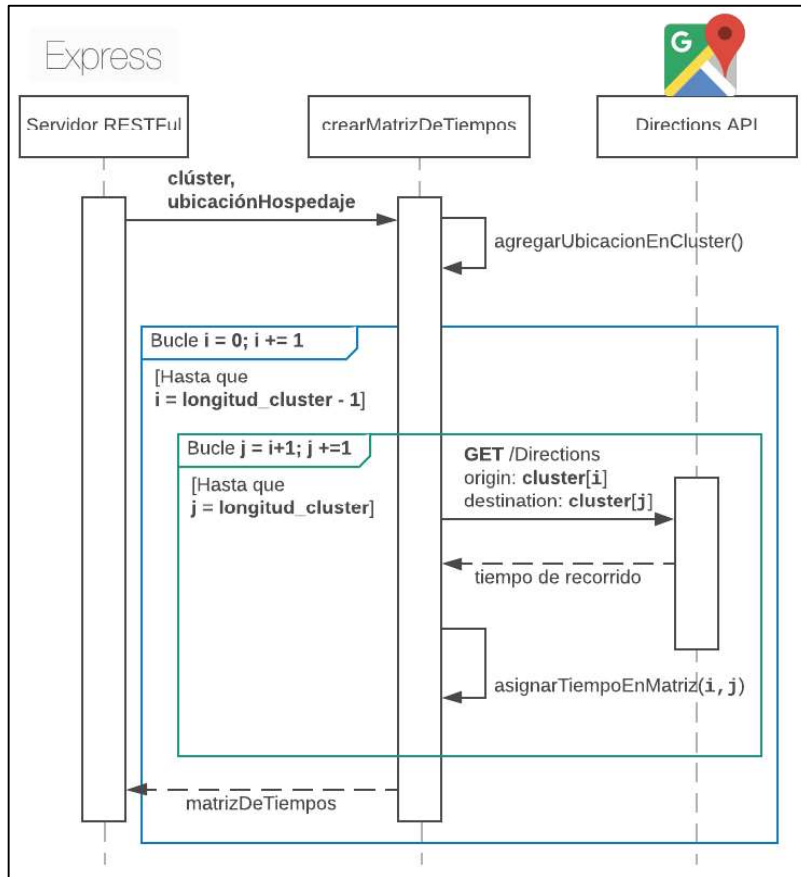 Express
G
Servidor RESTFul
crearMatrizDeTiempos
Directions API
clúster,
ubicaciónHospedaje
agregarUbicacionEnCluster()
Bucle i = 0; i += 1
[Hasta que
i = longitud_cluster - 1]
Bucle j = i+1; j +=1
[Hasta que
j = longitud_cluster]
GET /Directions
origin: cluster[i]
destination: cluster[j]
tiempo de recorrido
asignarTiempoEnMatriz(i,j)
matrizDeTiempos